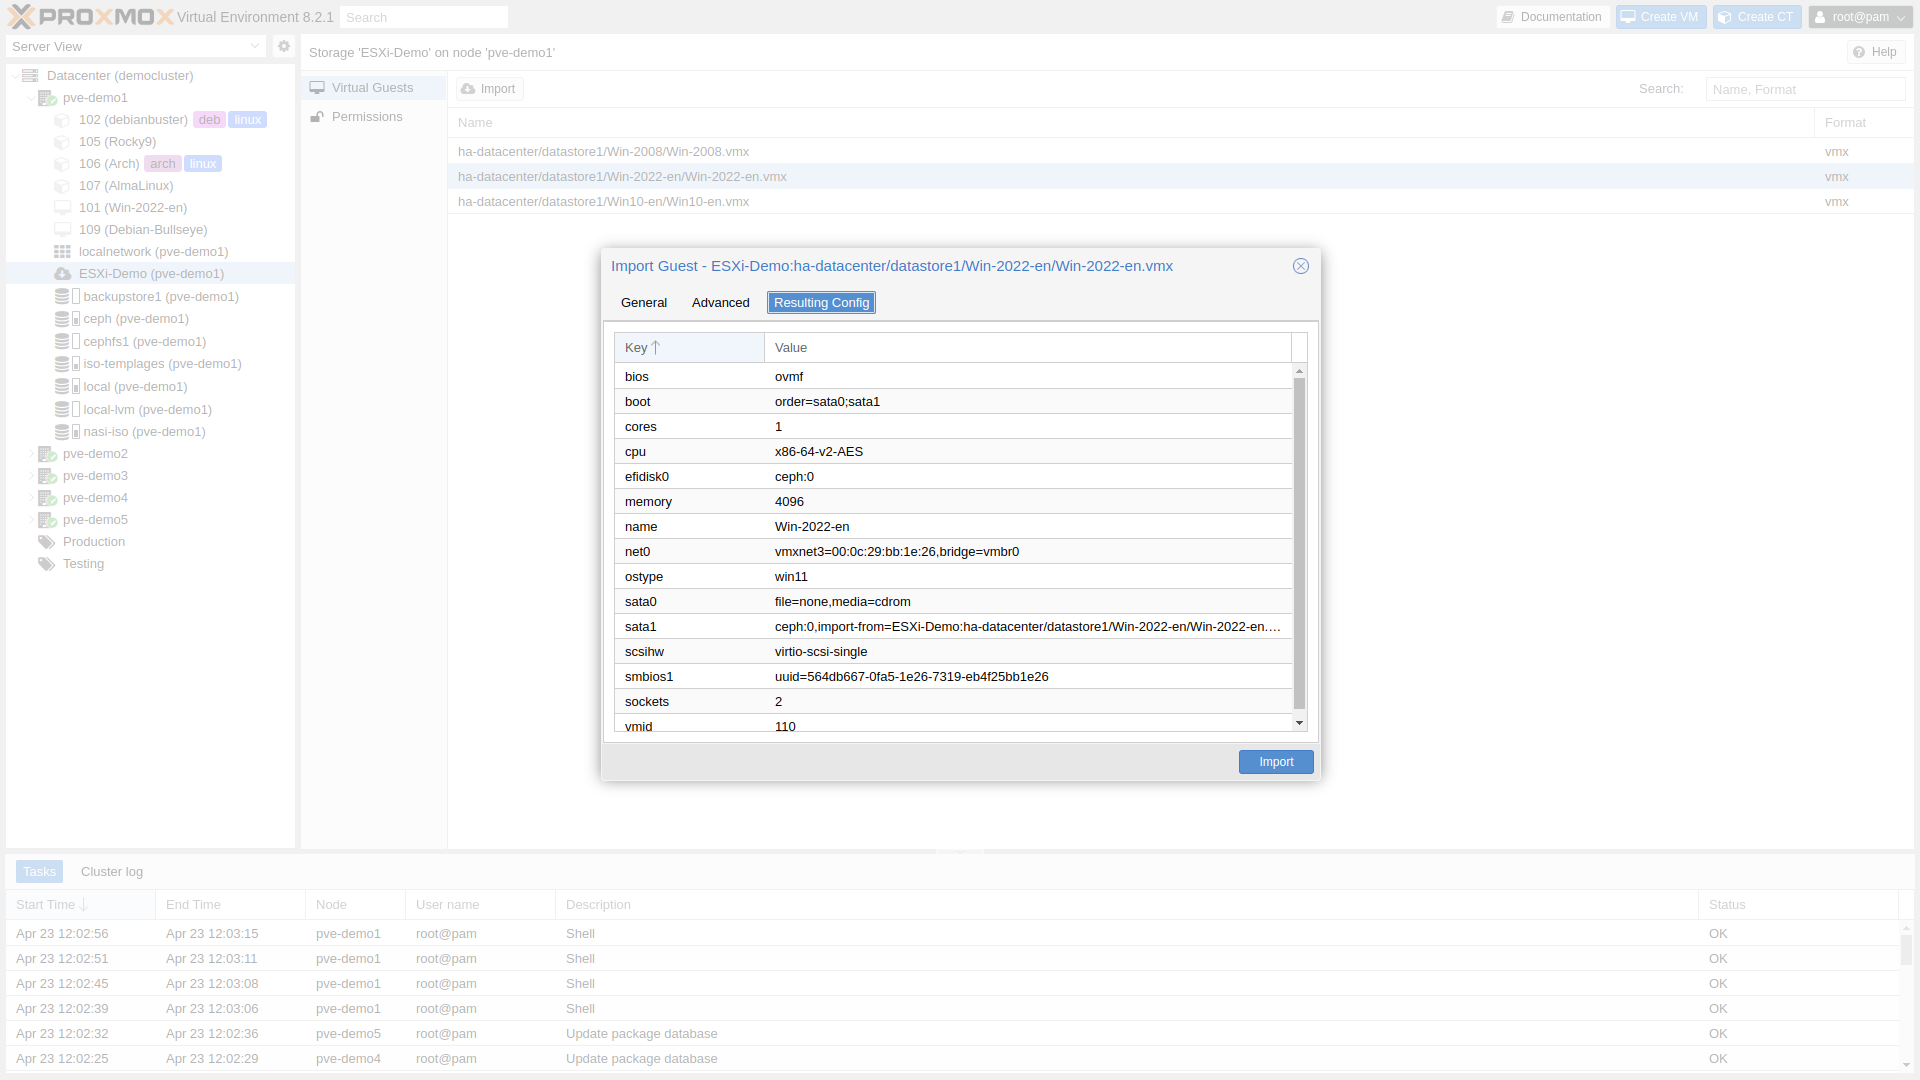 PROXMOX Virtual Environment 8.2.1 Search Documentation Create VM Create CT root@pam
Server View
Storage 'ESXi-Demo' on node 'pve-demo1' Help
Datacenter (democluster)
pve-demo1
102 (debianbuster) deb linux
105 (Rocky9)
106 (Arch) arch linux
107 (AlmaLinux)
101 (Win-2022-en)
109 (Debian-Bullseye)
localnetwork (pve-demo1)
ESXi-Demo (pve-demo1)
backupstore1 (pve-demo1)
ceph (pve-demo1)
cephfs1 (pve-demo1)
iso-templages (pve-demo1)
local (pve-demo1)
local-lvm (pve-demo1)
nasi-iso (pve-demo1)
pve-demo2
pve-demo3
pve-demo4
pve-demo5
Production
Testing
Virtual Guests
Permissions
Import Search: Name, Format
Name Format
ha-datacenter/datastore1/Win-2008/Win-2008.vmx vmx
ha-datacenter/datastore1/Win-2022-en/Win-2022-en.vmx vmx
ha-datacenter/datastore1/Win10-en/Win10-en.vmx vmx
Import Guest - ESXi-Demo:ha-datacenter/datastore1/Win-2022-en/Win-2022-en.vmx
General Advanced Resulting Config
Key Value
bios ovmf
boot order=sata0;sata1
cores 1
cpu x86-64-v2-AES
efidisk0 ceph:0
memory 4096
name Win-2022-en
net0 vmxnet3=00:0c:29:bb:1e:26,bridge=vmbr0
ostype win11
sata0 file=none,media=cdrom
sata1 ceph:0,import-from=ESXi-Demo:ha-datacenter/datastore1/Win-2022-en/Win-2022-en.…
scsihw virtio-scsi-single
smbios1 uuid=564db667-0fa5-1e26-7319-eb4f25bb1e26
sockets 2
vmid 110
Import
Tasks Cluster log
Start Time End Time Node User name Description Status
Apr 23 12:02:56 Apr 23 12:03:15 pve-demo1 root@pam Shell OK
Apr 23 12:02:51 Apr 23 12:03:11 pve-demo1 root@pam Shell OK
Apr 23 12:02:45 Apr 23 12:03:08 pve-demo1 root@pam Shell OK
Apr 23 12:02:39 Apr 23 12:03:06 pve-demo1 root@pam Shell OK
Apr 23 12:02:32 Apr 23 12:02:36 pve-demo5 root@pam Update package database OK
Apr 23 12:02:25 Apr 23 12:02:29 pve-demo4 root@pam Update package database OK